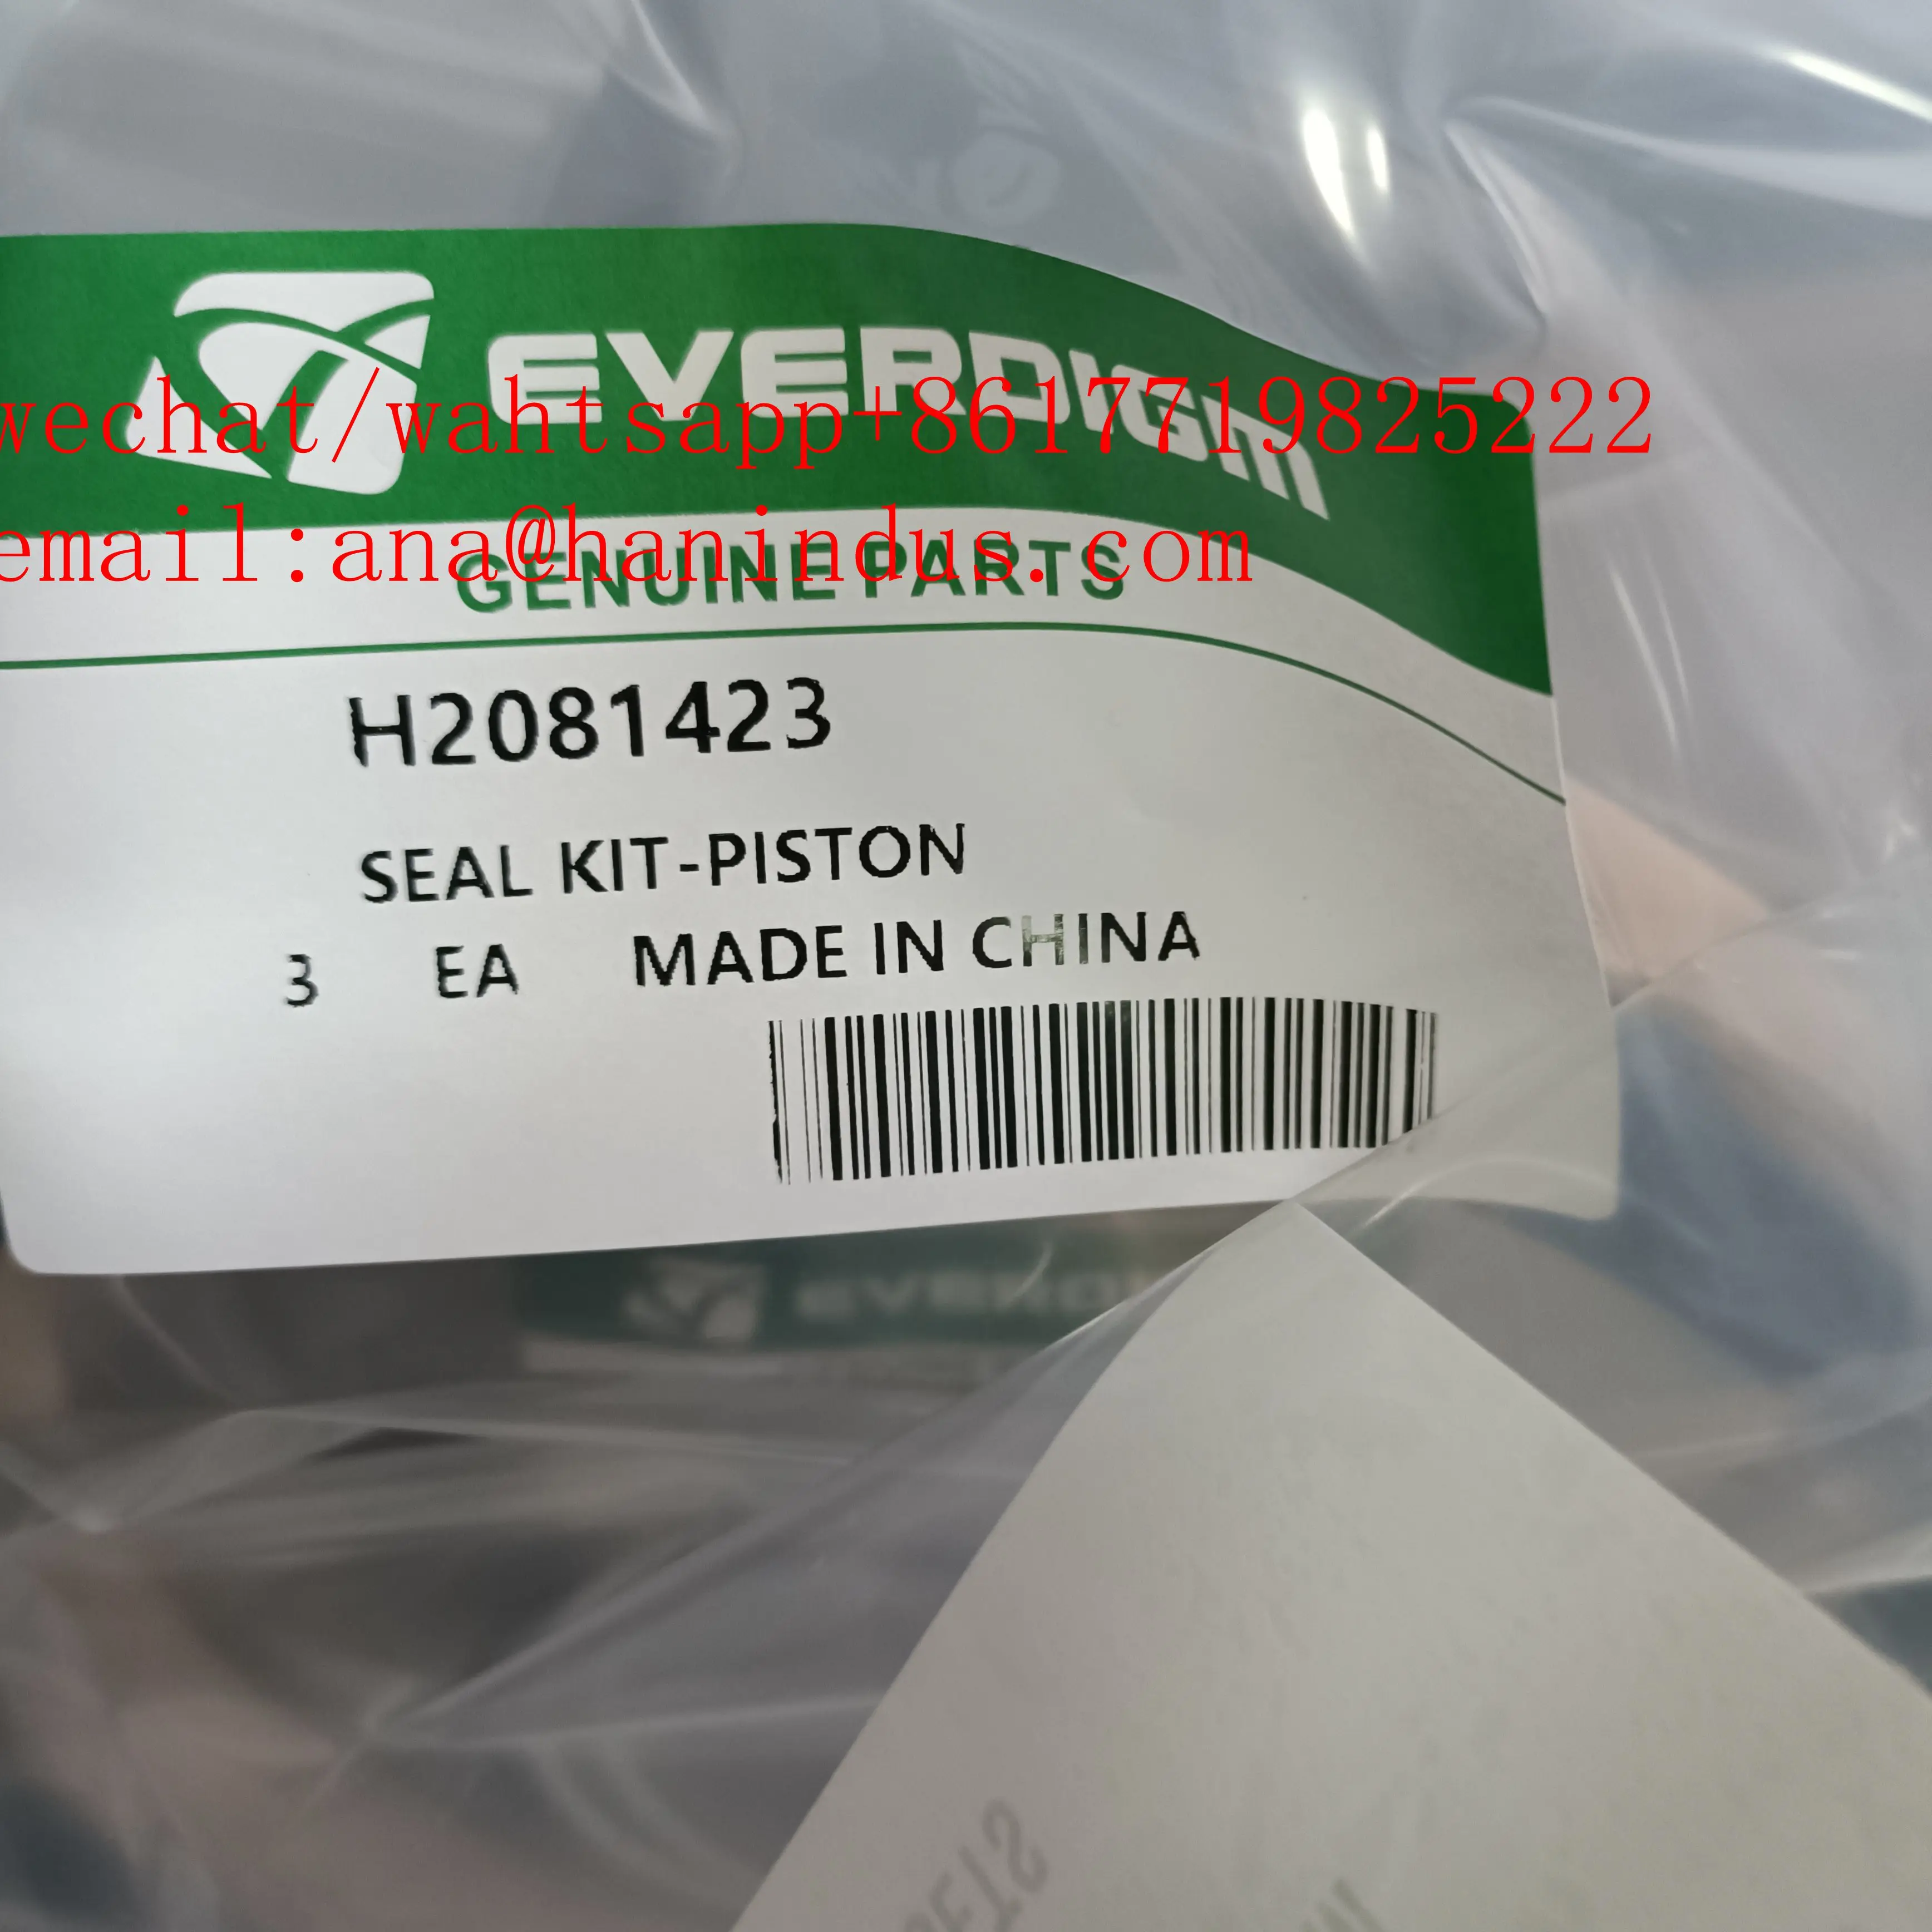 EVERDIGM
wechat/wahtsapp+8617719825222
email:ana@hanindus.com
GENUINE PARTS
H2081423
SEAL KIT-PISTON
3 EA MADE IN CHINA